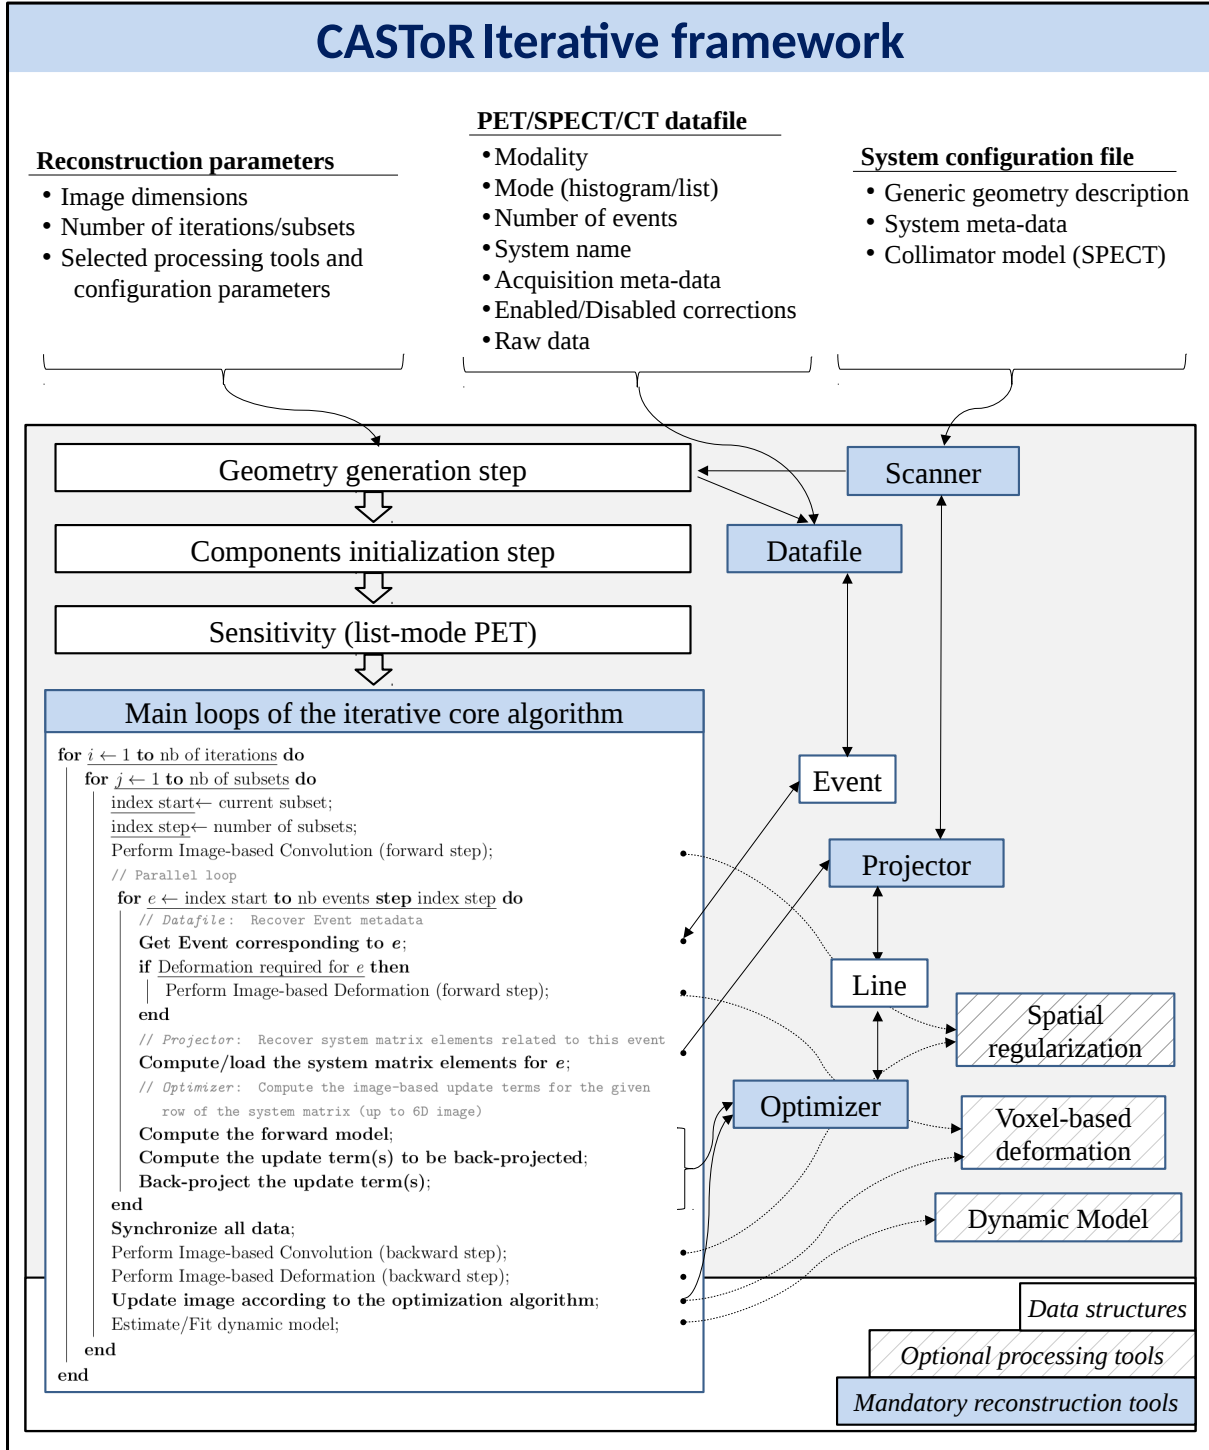 CASToR Iterative framework
Reconstruction parameters
• Image dimensions
• Number of iterations/subsets
• Selected processing tools and
configuration parameters
PET/SPECT/CT datafile
• Modality
• Mode (histogram/list)
• Number of events
• System name
• Acquisition meta-data
• Enabled/Disabled corrections
• Raw data
System configuration file
• Generic geometry description
• System meta-data
• Collimator model (SPECT)
Geometry generation step
Components initialization step
Sensitivity (list-mode PET)
Main loops of the iterative core algorithm
for i ← 1 to nb of iterations do
for j ← 1 to nb of subsets do
index start← current subset;
index step← number of subsets;
Perform Image-based Convolution (forward step);
// Parallel loop
for e ← index start to nb events step index step do
// Datafile: Recover Event metadata
Get Event corresponding to e;
if Deformation required for e then
Perform Image-based Deformation (forward step);
end
// Projector: Recover system matrix elements related to this event
Compute/load the system matrix elements for e;
// Optimizer: Compute the image-based update terms for the given
row of the system matrix (up to 6D image)
Compute the forward model;
Compute the update term(s) to be back-projected;
Back-project the update term(s);
end
Synchronize all data;
Perform Image-based Convolution (backward step);
Perform Image-based Deformation (backward step);
Update image according to the optimization algorithm;
Estimate/Fit dynamic model;
end
end
Scanner
Datafile
Event
Projector
Line
Optimizer
Spatial
regularization
Voxel-based
deformation
Dynamic Model
Data structures
Optional processing tools
Mandatory reconstruction tools